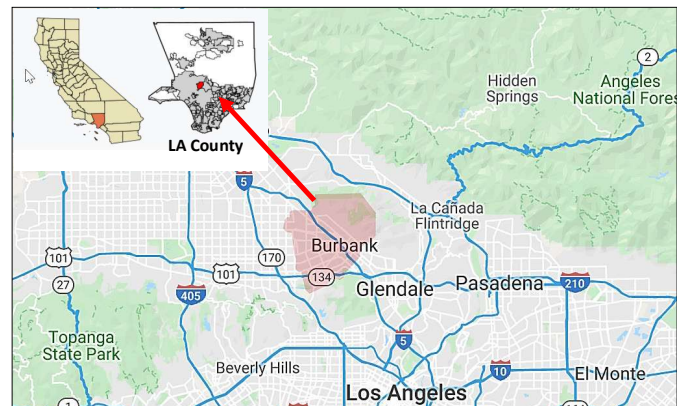 LA County
2
Hidden
Springs
Angeles
National Fores
5
La Cañada
Flintridge
Burbank
101
170
101
134
27
405
Glendale
Pasadena
210
Topanga
State Park
5
Beverly Hills
10
El Monte
Los Angeles
1